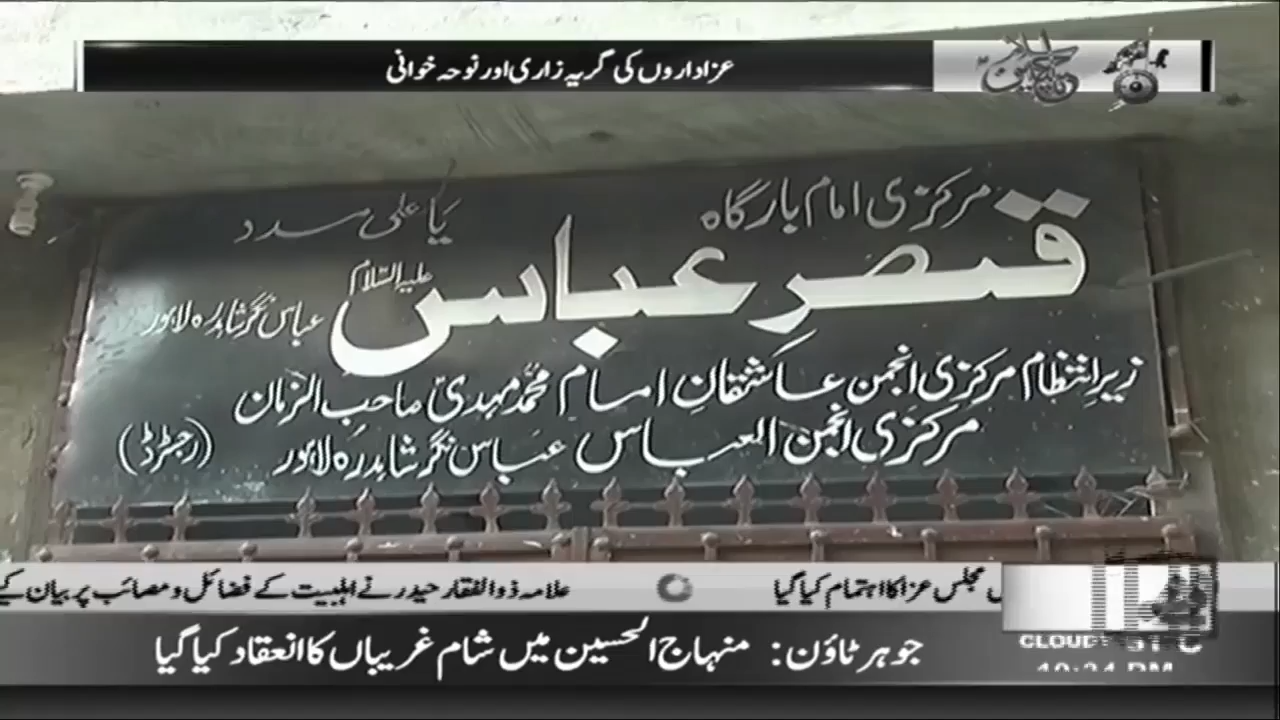 عزاداروں کی گریہ زاری اور نوحہ خوانی
مرکزی امام بارگاہ
یا علی مدد
قصرِ عباس علیہ السلام
عباس نگر شاہدرہ لاہور
زیرِ انتظام مرکزی انجمن عاشقانِ امام محمد مہدی صاحب الزمان
مرکزی انجمن العباس عباس نگر شاہدرہ لاہور (رجسٹرڈ)
مجلس عزا کا اہتمام کیا گیا
علامہ ذوالفقار حیدر نے اہلبیت کے فضائل و مصائب پر بیان کیے
جوہر ٹاؤن: منہاج الحسین میں شام غریباں کا انعقاد کیا گیا
CLOUDY